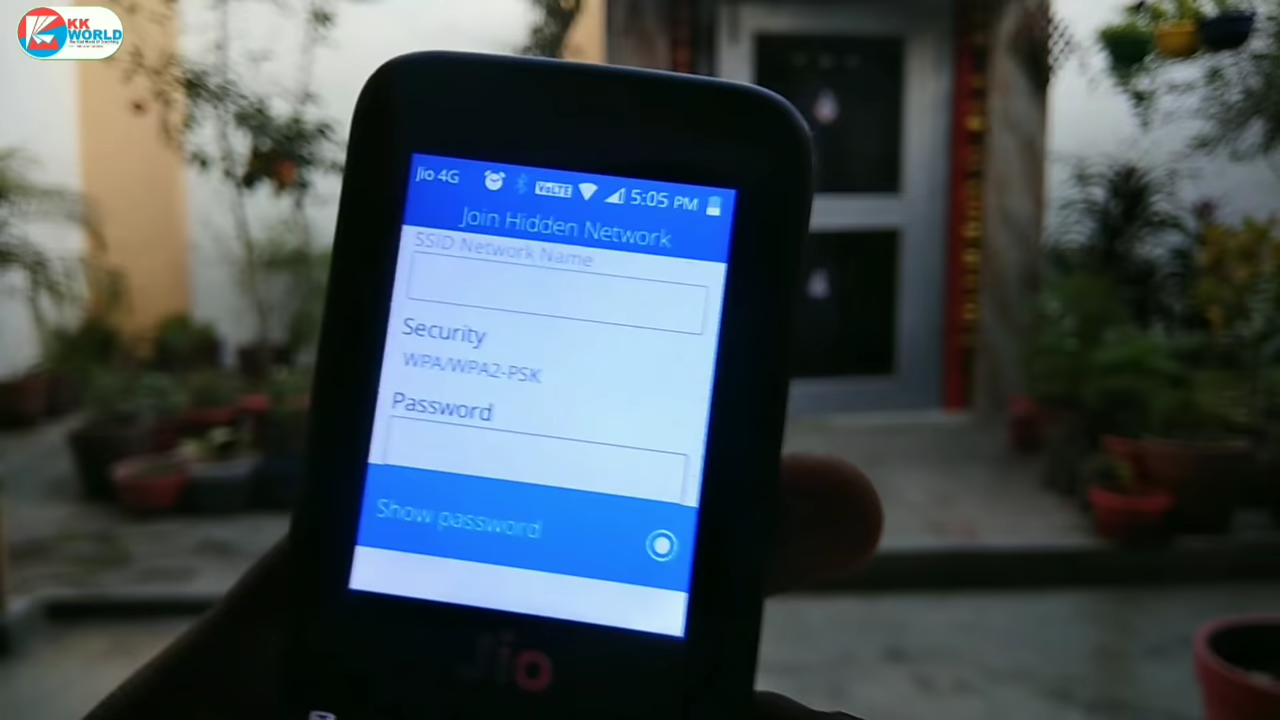 KK
WORLD
Jio 4G VoLTE 5:05 PM
Join Hidden Network
SSID Network Name
Security
WPA/WPA2-PSK
Password
Show password
Jio